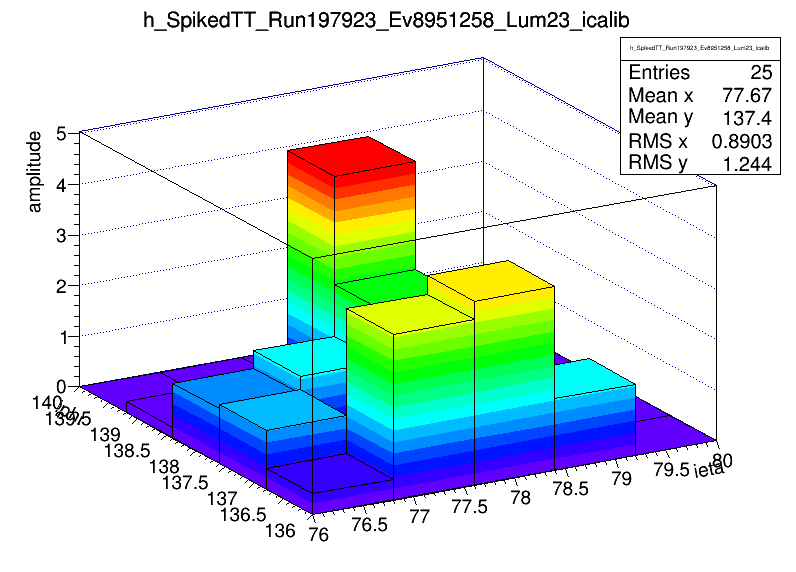 h_SpikedTT_Run197923_Ev8951258_Lum23_icalib
h_SpikedTT_Run197923_Ev8951258_Lum23_icalib
Entries 25
Mean x 77.67
Mean y 137.4
RMS x 0.8903
RMS y 1.244
amplitude
5
4
3
2
1
0
140
139.5
139
138.5
138
137.5
137
136.5
136
76
76.5
77
77.5
78
78.5
79
79.5
80
ieta